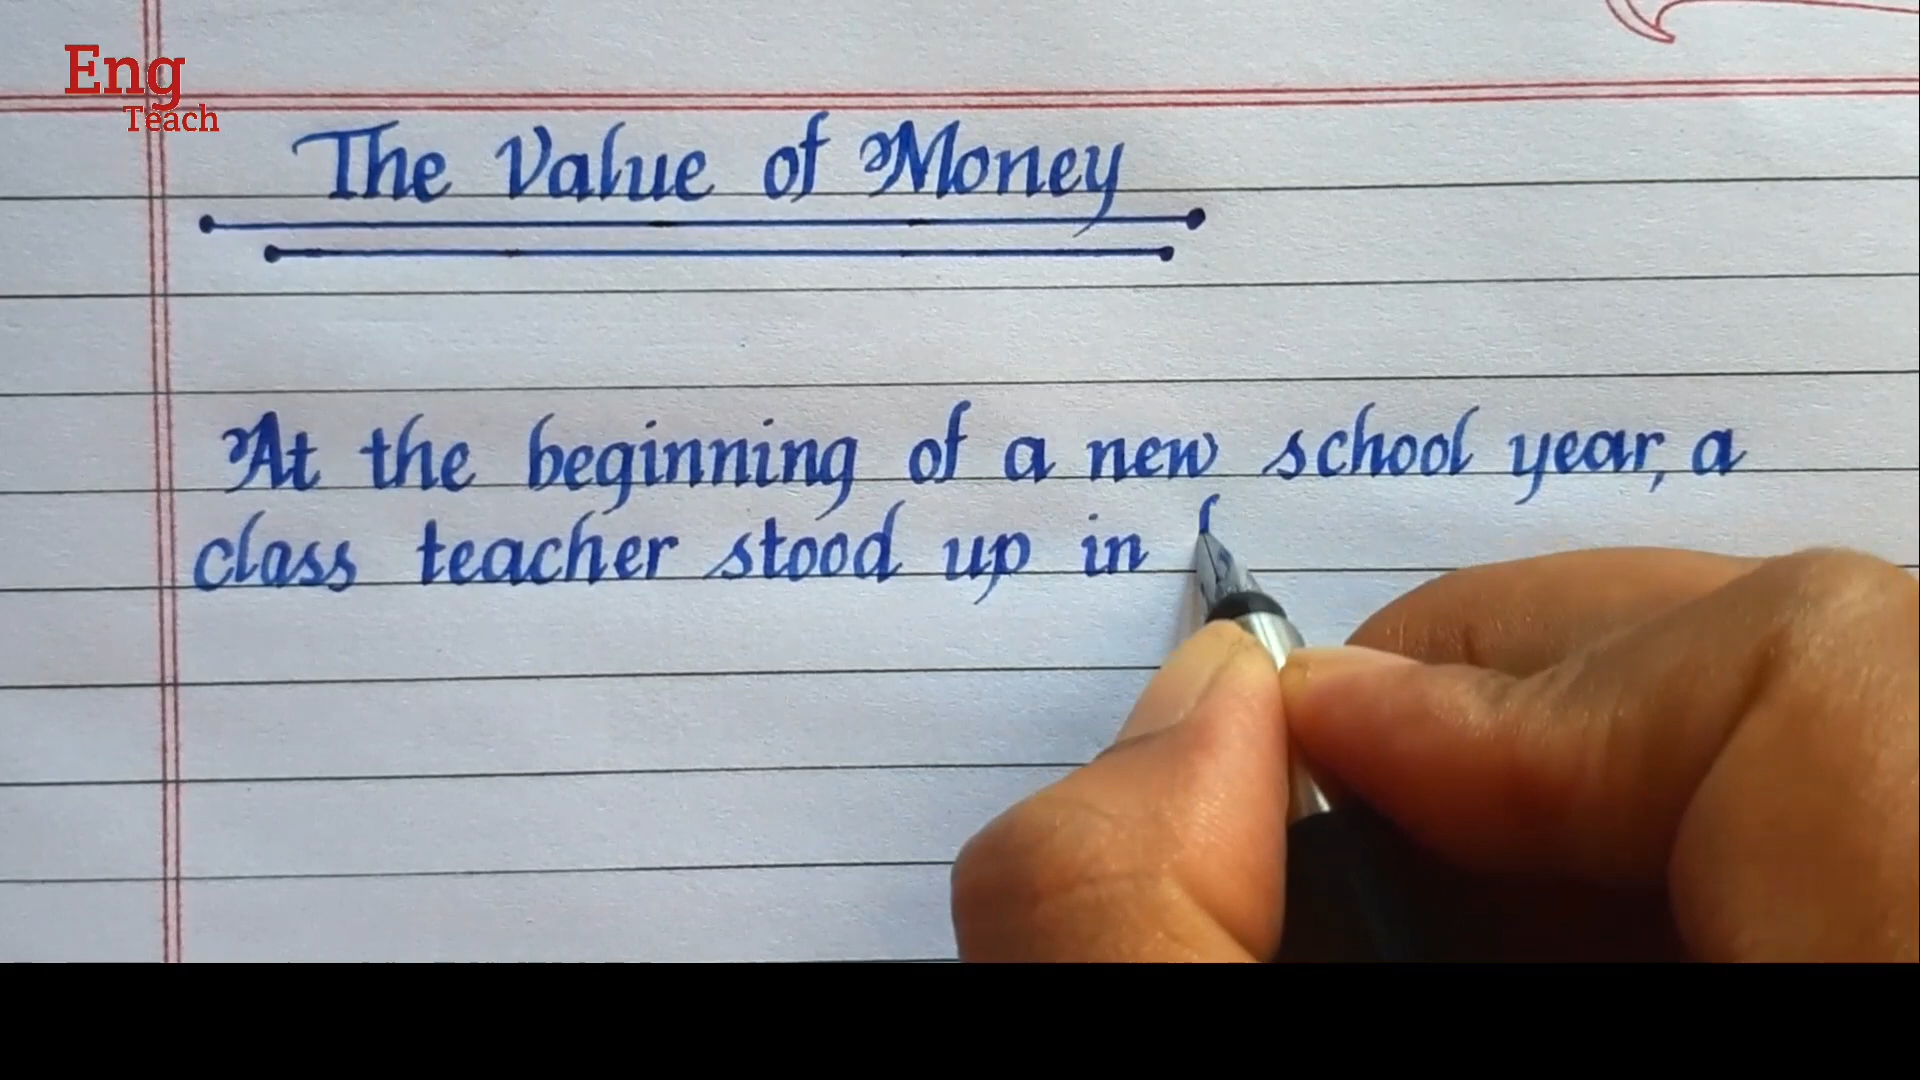 Eng
Teach
The Value of Money
At the beginning of a new school year, a
class teacher stood up in